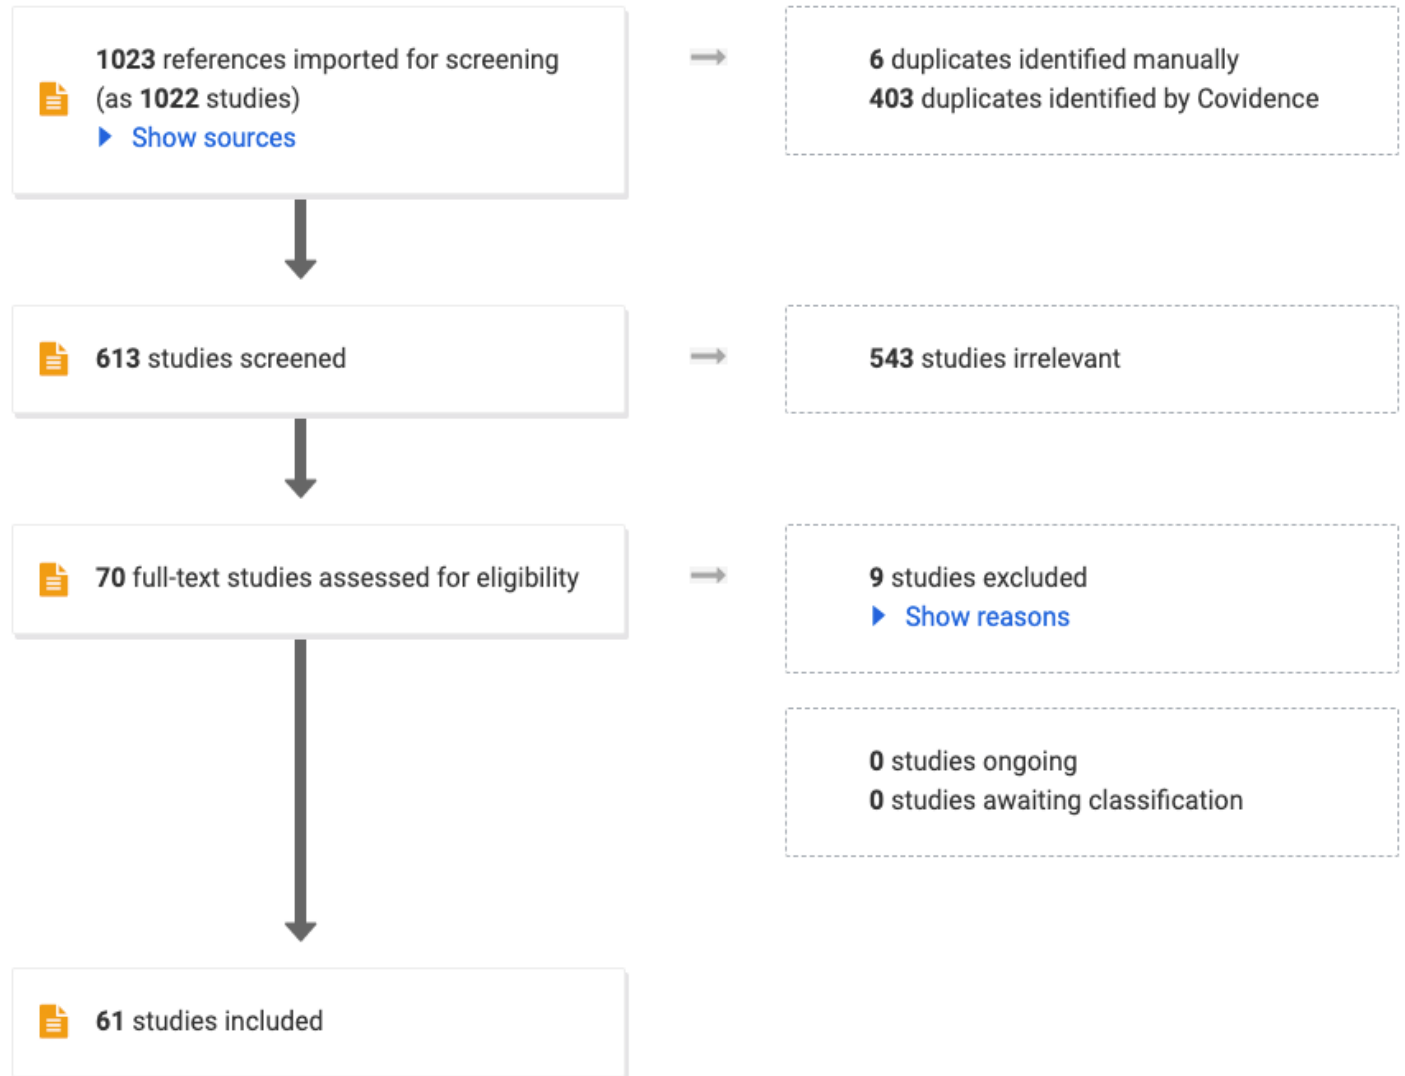 1023 references imported for screening
(as 1022 studies)
Show sources
6 duplicates identified manually
403 duplicates identified by Covidence
613 studies screened
543 studies irrelevant
70 full-text studies assessed for eligibility
9 studies excluded
Show reasons
0 studies ongoing
0 studies awaiting classification
61 studies included